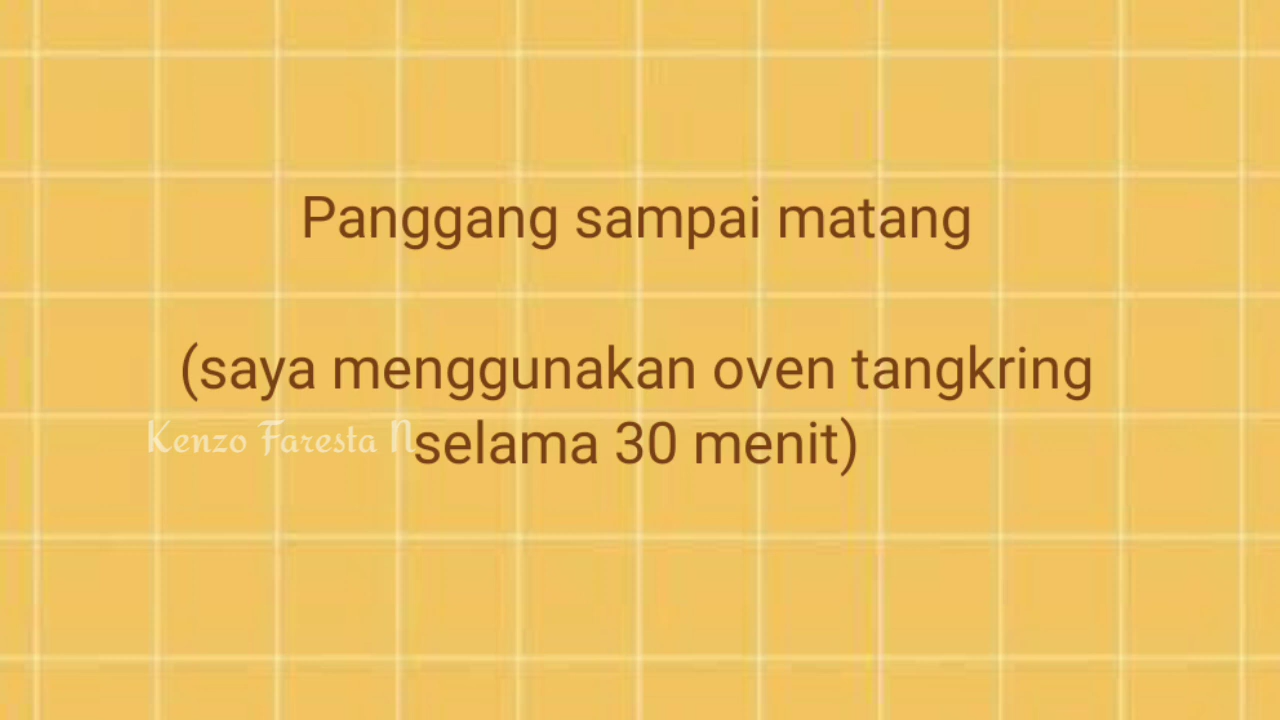 Panggang sampai matang
(saya menggunakan oven tangkring
selama 30 menit)
Kenzo Faresta N